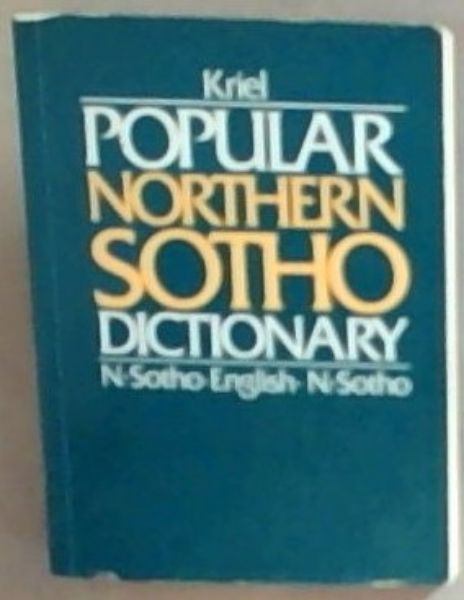 Kriel
POPULAR
NORTHERN
SOTHO
DICTIONARY
N-Sotho-English- N-Sotho